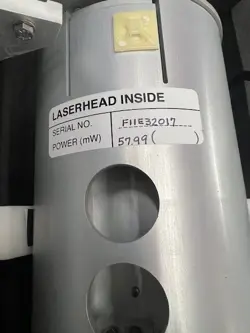 LASERHEAD INSIDE
SERIAL NO. F11E32017
POWER (mW) 57.99 ( )